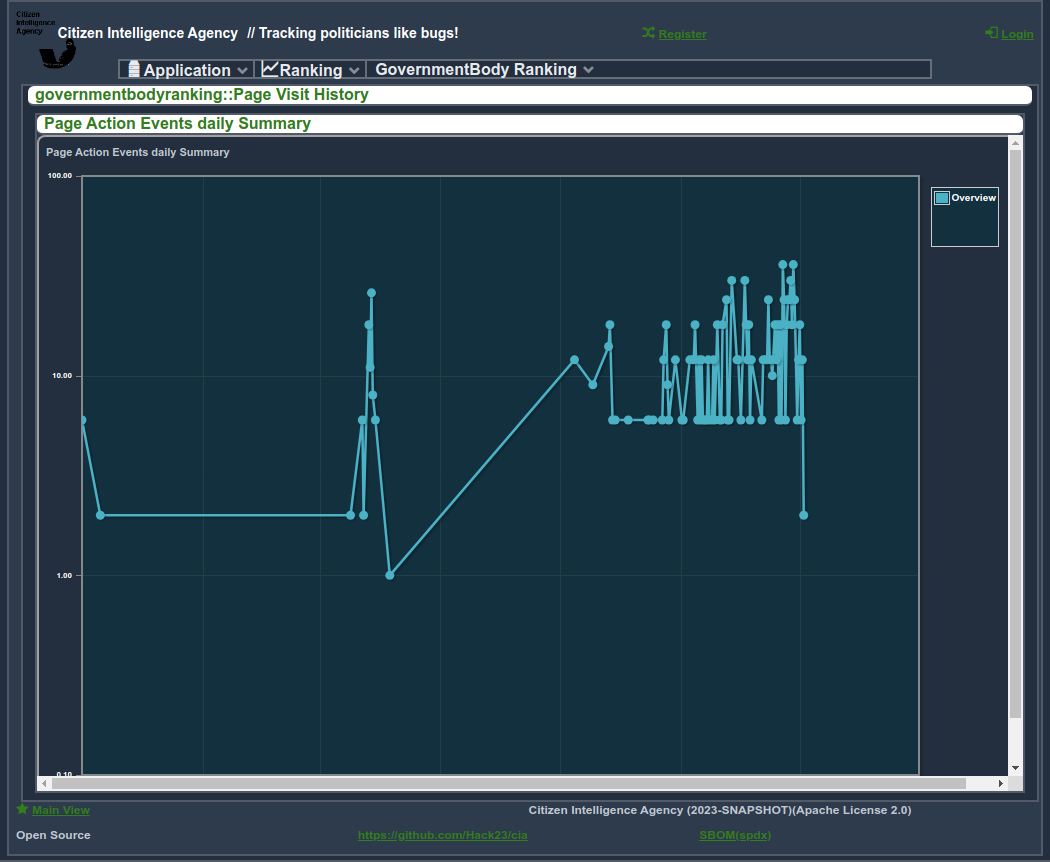 Citizen
Intelligence
Agency
Citizen Intelligence Agency // Tracking politicians like bugs!
Register
Login
Application
Ranking
GovernmentBody Ranking
governmentbodyranking::Page Visit History
Page Action Events daily Summary
Page Action Events daily Summary
100.00
Overview
10.00
1.00
0.10
Main View
Citizen Intelligence Agency (2023-SNAPSHOT)(Apache License 2.0)
Open Source
https://github.com/Hack23/cia
SBOM(spdx)